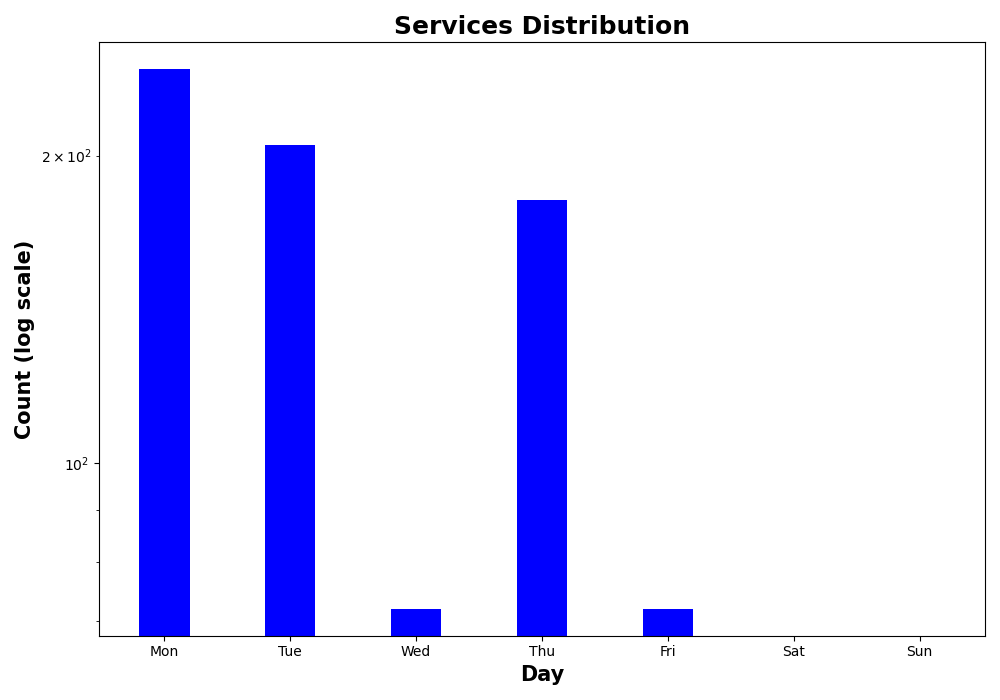 Services Distribution
Count (log scale)
2 × 10²
10²
Mon Tue Wed Thu Fri Sat Sun
Day